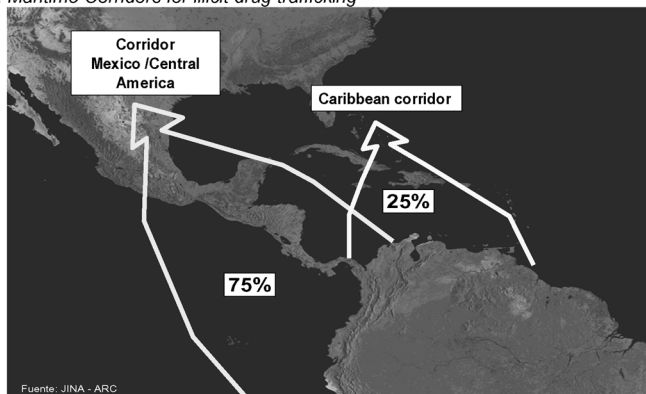 Maritime Corridors for illicit drug trafficking
Corridor
Mexico /Central
America
Caribbean corridor
25%
75%
Fuente: JINA - ARC